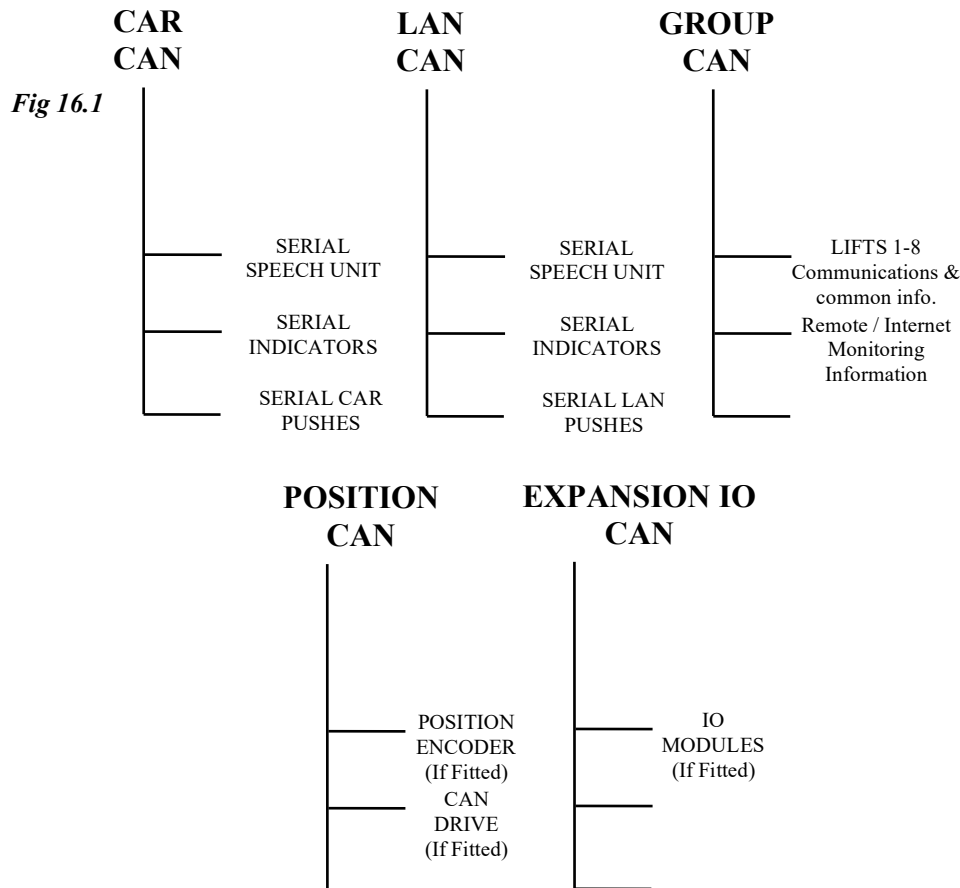 CAR
CAN
LAN
CAN
GROUP
CAN
Fig 16.1
SERIAL
SPEECH UNIT
SERIAL
INDICATORS
SERIAL CAR
PUSHES
SERIAL
SPEECH UNIT
SERIAL
INDICATORS
SERIAL LAN
PUSHES
LIFTS 1-8
Communications &
common info.
Remote / Internet
Monitoring
Information
POSITION
CAN
EXPANSION IO
CAN
POSITION
ENCODER
(If Fitted)
CAN
DRIVE
(If Fitted)
IO
MODULES
(If Fitted)